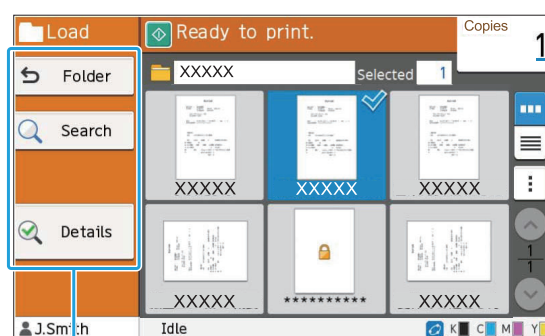 Load
Ready to print.
Copies
1
Folder
XXXXX
Selected 1
Search
XXXXX
XXXXX
XXXXX
Details
XXXXX
**********
XXXXX
1
1
J.Smith
Idle
K C M Y